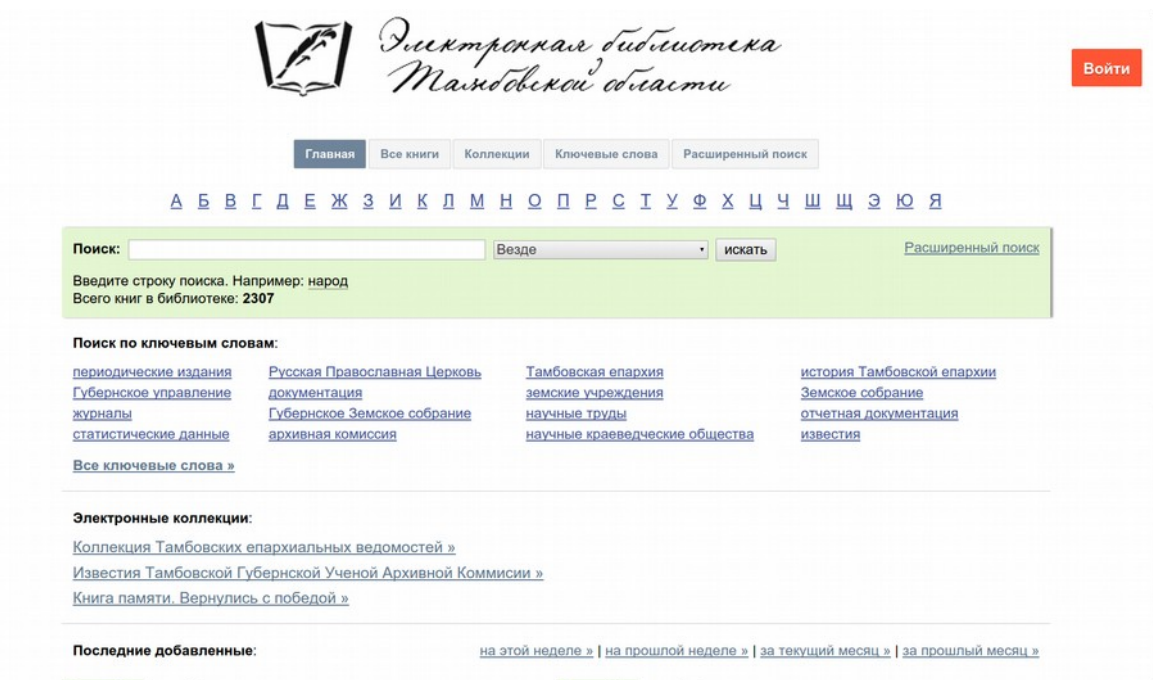 Электронная библиотека
Тамбовской области
Войти
Главная Все книги Коллекции Ключевые слова Расширенный поиск
А Б В Г Д Е Ж З И К Л М Н О П Р С Т У Ф Х Ц Ч Ш Щ Э Ю Я
Поиск: Везде искать Расширенный поиск
Введите строку поиска. Например: народ
Всего книг в библиотеке: 2307
Поиск по ключевым словам:
периодические издания Русская Православная Церковь Тамбовская епархия история Тамбовской епархии
Губернское управление документация земские учреждения Земское собрание
журналы Губернское Земское собрание научные труды отчетная документация
статистические данные архивная комиссия научные краеведческие общества известия
Все ключевые слова »
Электронные коллекции:
Коллекция Тамбовских епархиальных ведомостей »
Известия Тамбовской Губернской Ученой Архивной Коммисии »
Книга памяти. Вернулись с победой »
Последние добавленные: на этой неделе » | на прошлой неделе » | за текущий месяц » | за прошлый месяц »